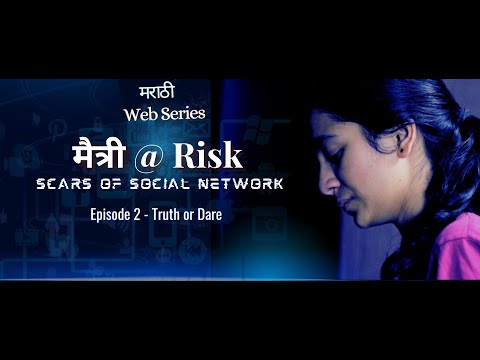 मराठी
Web Series
मैत्री @ Risk
SCARS OF SOCIAL NETWORK
Episode 2 - Truth or Dare